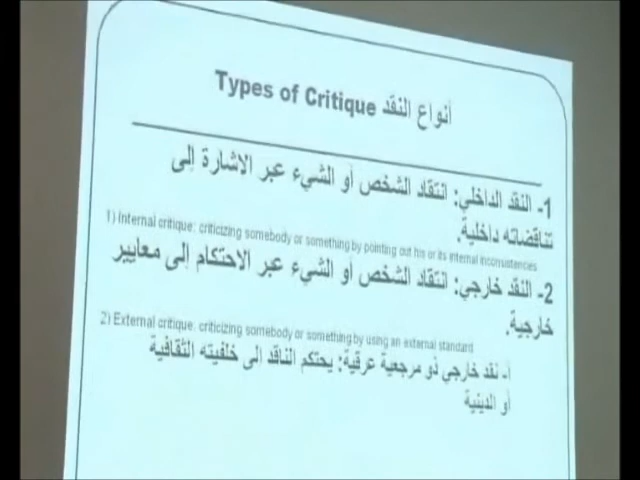 Types of Critique أنواع النقد
1- النقد الداخلي: انتقاد الشخص أو الشيء عبر الاشارة إلى
تناقضاته داخلية.
1) Internal critique: criticizing somebody or something by pointing out his or its internal inconsistences
2- النقد خارجي: انتقاد الشخص أو الشيء عبر الاحتكام إلى معايير
خارجية.
2) External critique: criticizing somebody or something by using an external standard
أ- نقد خارجي ذو مرجعية عرقية: يحتكم الناقد الى خلفيته الثقافية
أو الدينية